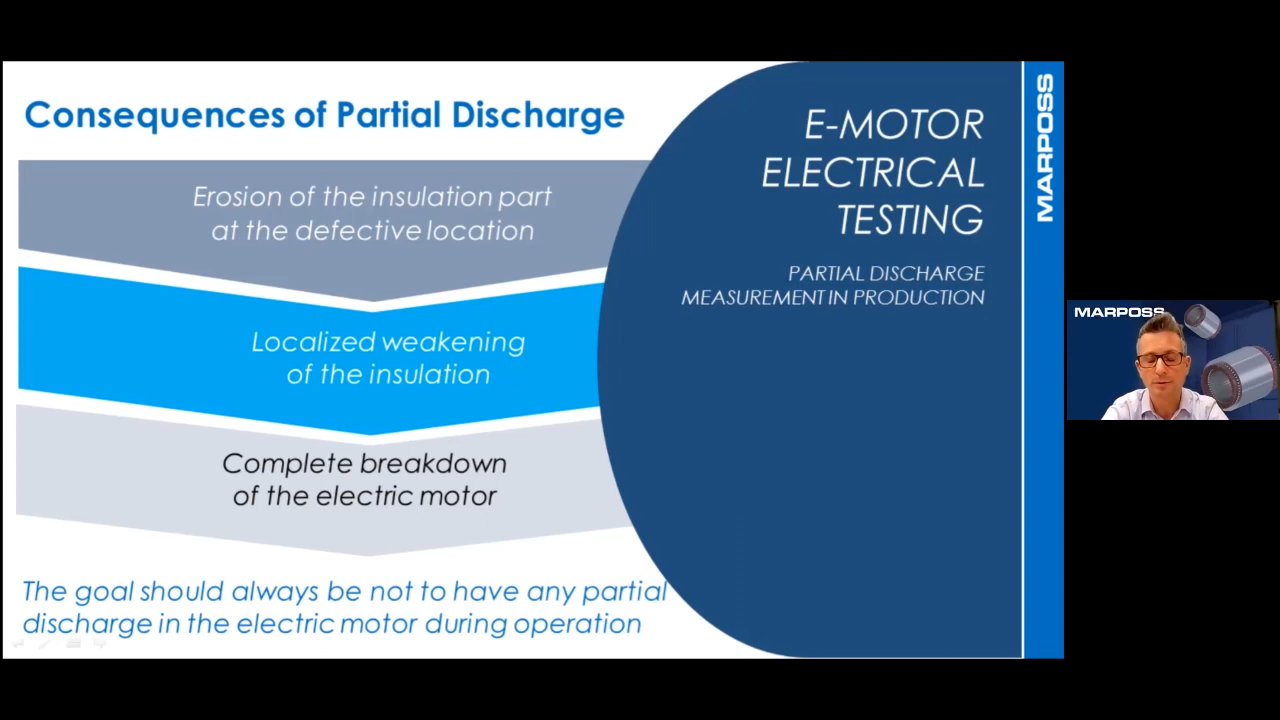 Consequences of Partial Discharge
Erosion of the insulation part
at the defective location
Localized weakening
of the insulation
Complete breakdown
of the electric motor
The goal should always be not to have any partial
discharge in the electric motor during operation
E-MOTOR
ELECTRICAL
TESTING
PARTIAL DISCHARGE
MEASUREMENT IN PRODUCTION
MARPOSS
MARPOSS